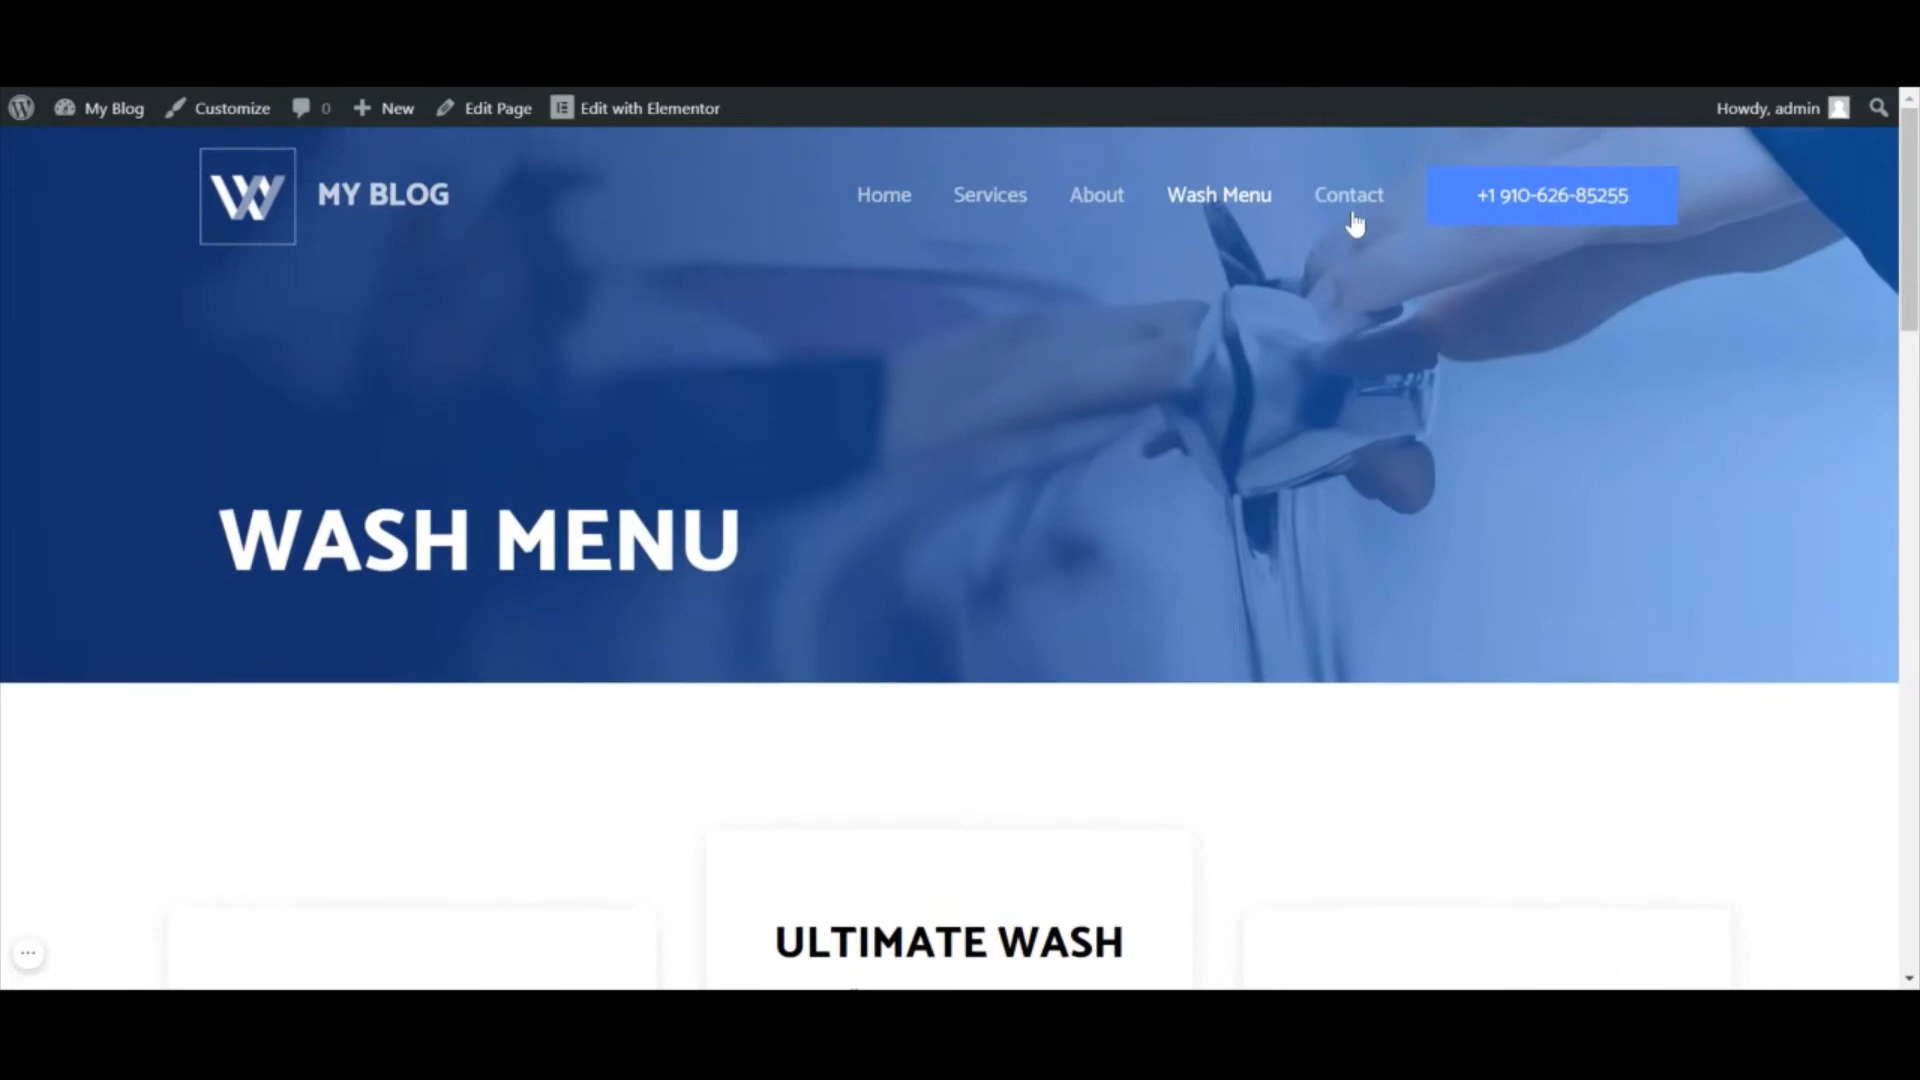 My Blog Customize 0 New Edit Page Edit with Elementor Howdy, admin
MY BLOG Home Services About Wash Menu Contact +1 910-626-85255
WASH MENU
ULTIMATE WASH